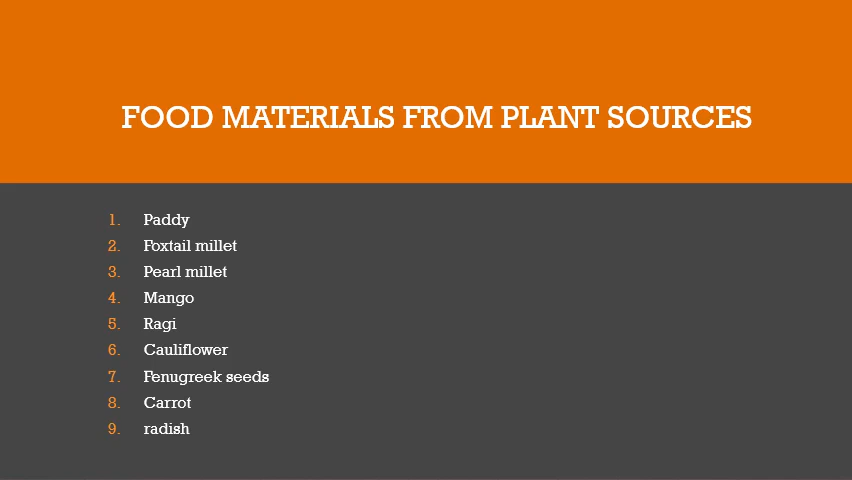 FOOD MATERIALS FROM PLANT SOURCES
1. Paddy
2. Foxtail millet
3. Pearl millet
4. Mango
5. Ragi
6. Cauliflower
7. Fenugreek seeds
8. Carrot
9. radish